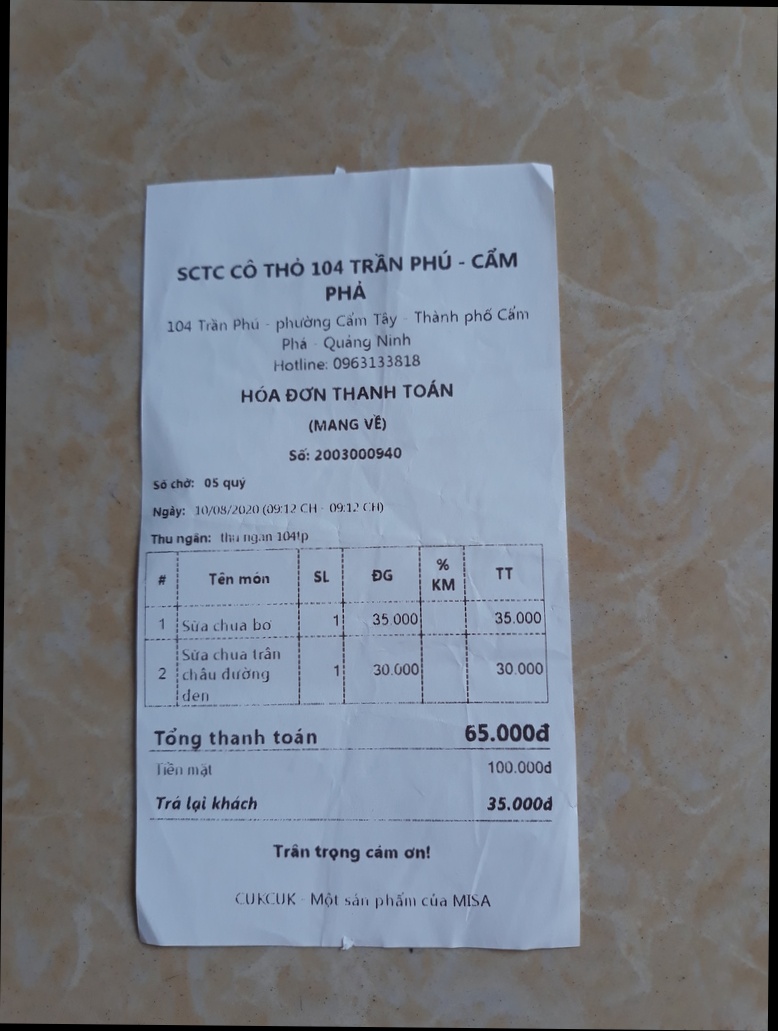 SCTC CÔ THỎ 104 TRẦN PHÚ - CẨM
PHẢ
104 Trần Phú - phường Cẩm Tây - Thành phố Cẩm
Phả - Quảng Ninh
Hotline: 0963133818
HÓA ĐƠN THANH TOÁN
(MANG VỀ)
Số: 2003000940
Số chờ: 05 quý
Ngày: 10/08/2020 (09:12 CH - 09:12 CH)
Thu ngân: thu ngan 104tp
# Tên món SL ĐG % KM TT
1 Sữa chua bơ 1 35.000 35.000
2 Sữa chua trân châu đường đen 1 30.000 30.000
Tổng thanh toán 65.000đ
Tiền mặt 100.000đ
Trả lại khách 35.000đ
Trân trọng cảm ơn!
CUKCUK - Một sản phẩm của MISA